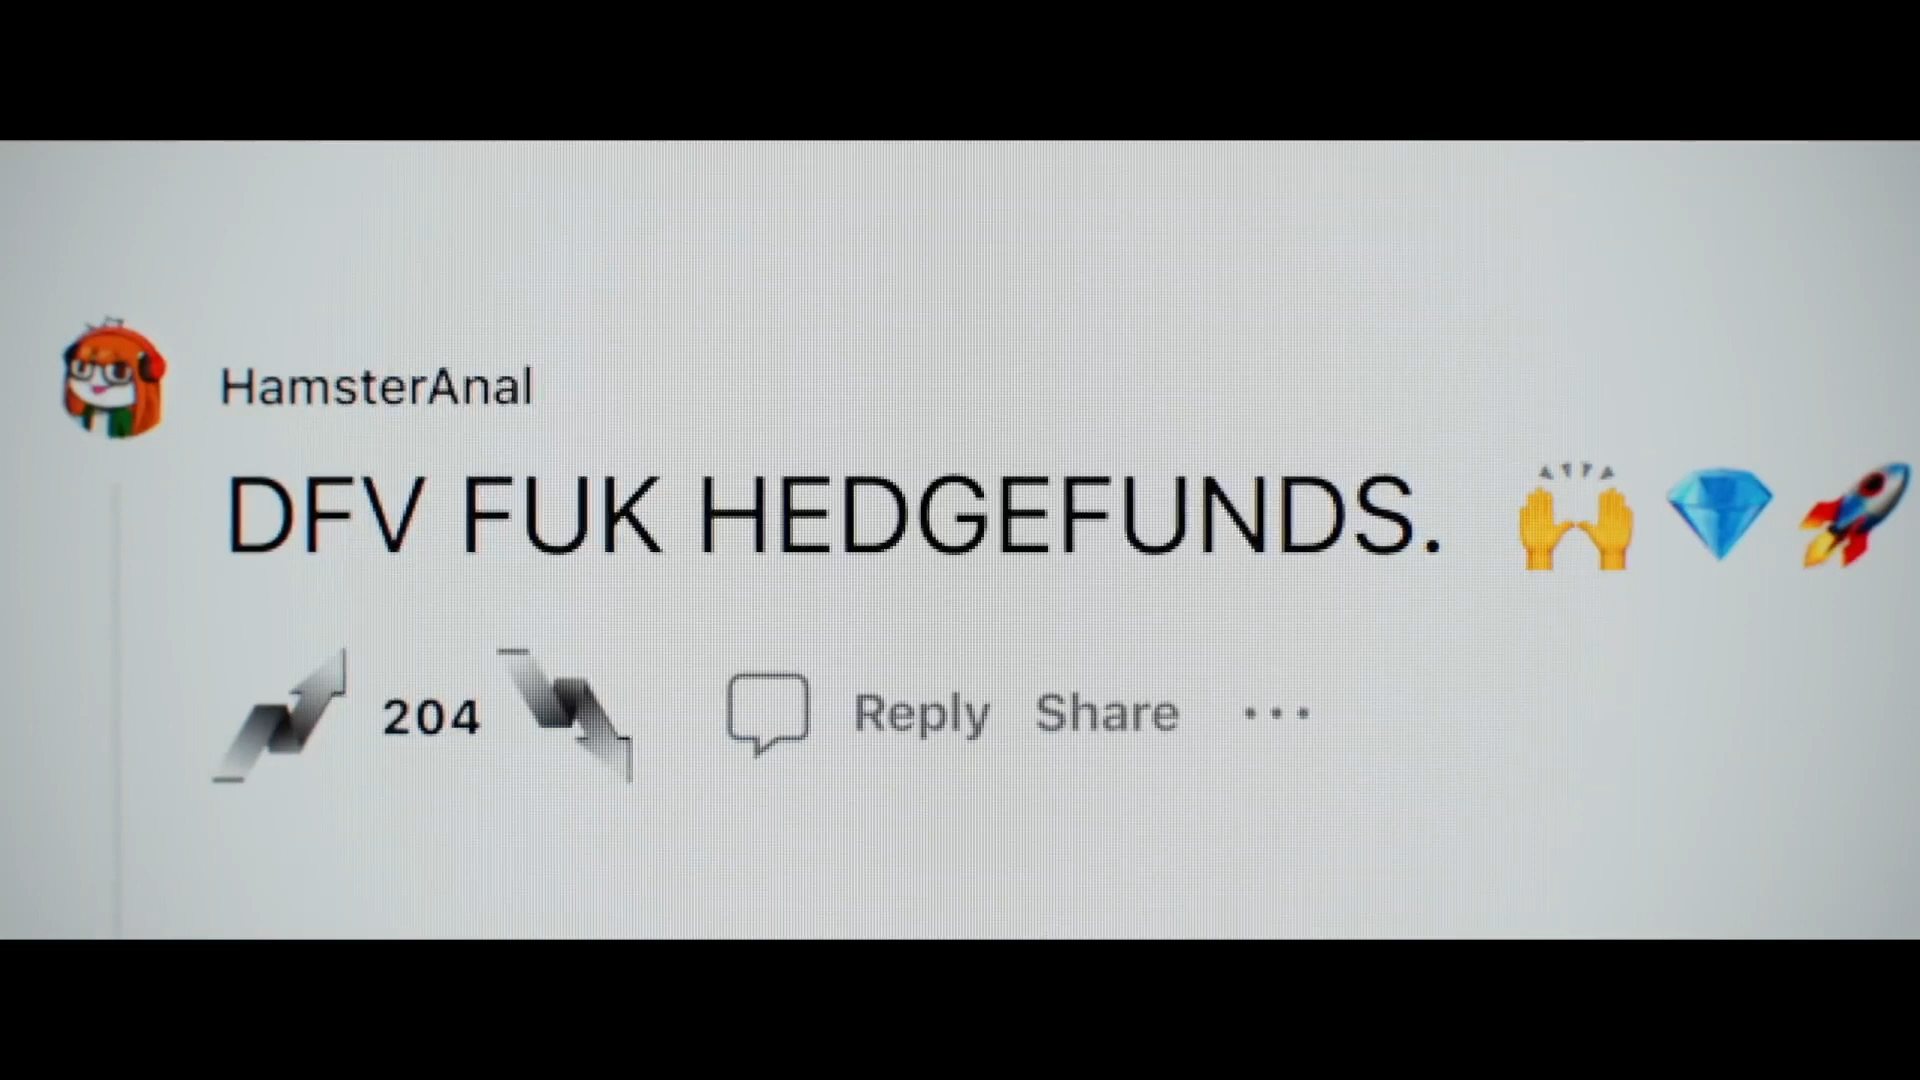 HamsterAnal
DFV FUK HEDGEFUNDS. 🙌 💎 🚀
204 Reply Share ...